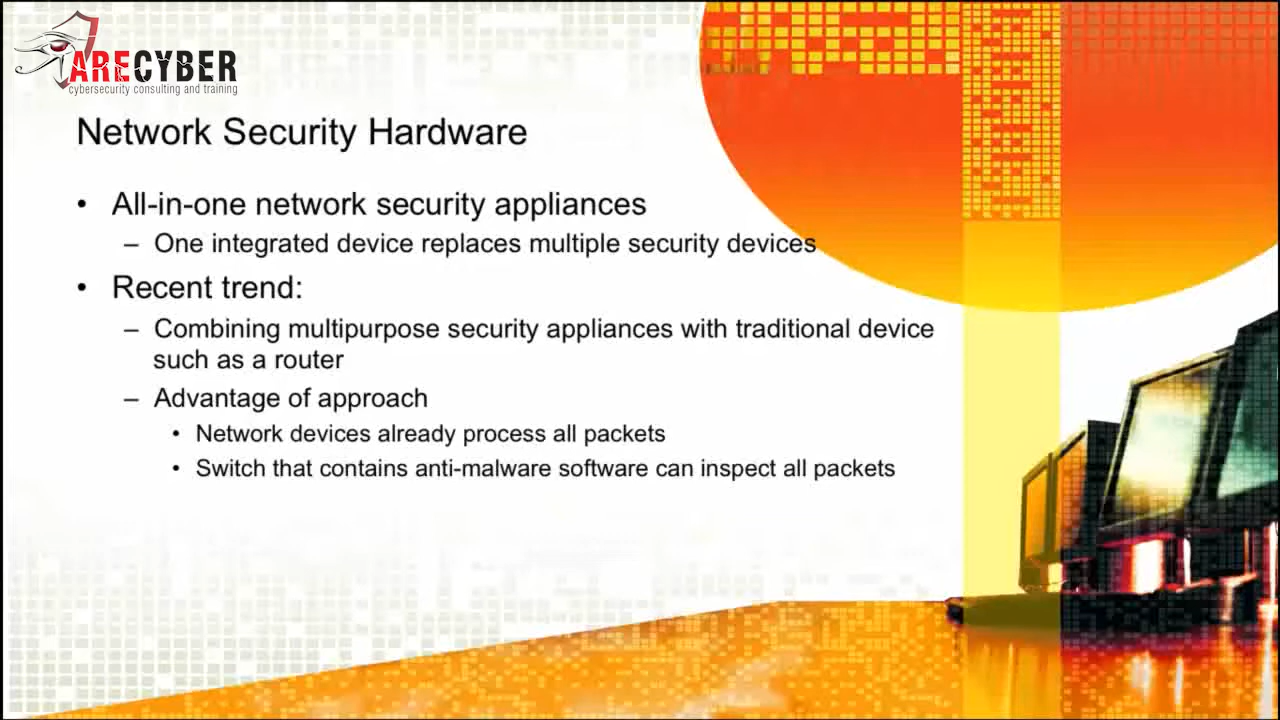 ARECYBER
cybersecurity consulting and training
Network Security Hardware
• All-in-one network security appliances
– One integrated device replaces multiple security devices
• Recent trend:
– Combining multipurpose security appliances with traditional device
such as a router
– Advantage of approach
• Network devices already process all packets
• Switch that contains anti-malware software can inspect all packets